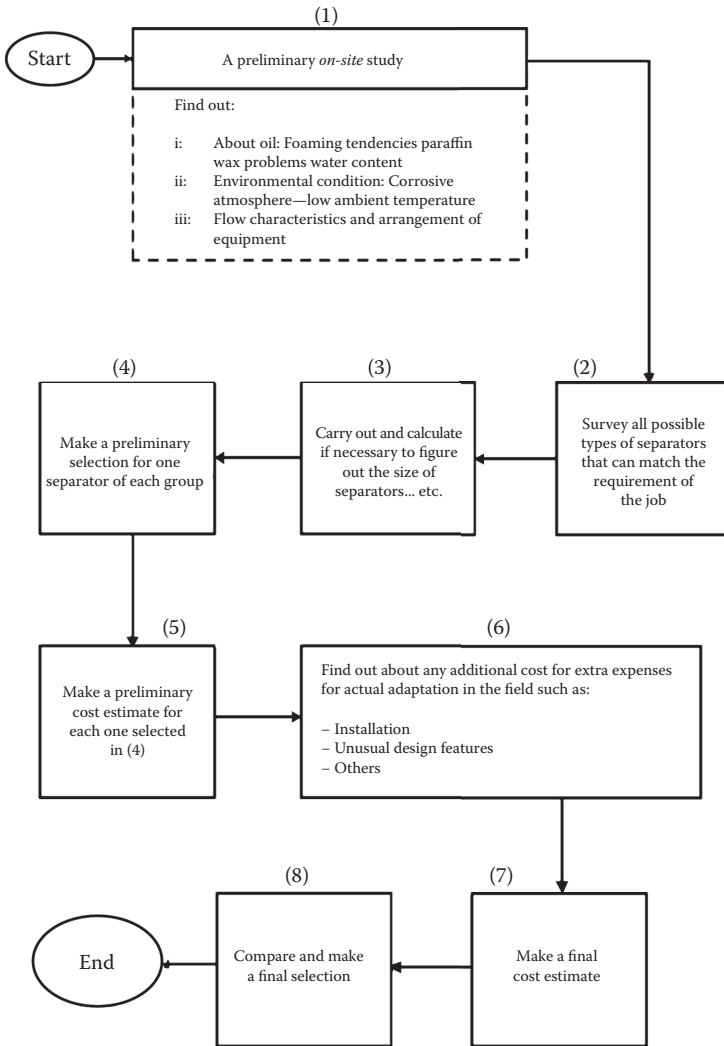 (1)
Start
A preliminary on-site study
Find out:
i: About oil: Foaming tendencies paraffin
wax problems water content
ii: Environmental condition: Corrosive
atmosphere—low ambient temperature
iii: Flow characteristics and arrangement of
equipment
(2)
Survey all possible
types of separators
that can match the
requirement of
the job
(3)
Carry out and calculate
if necessary to figure
out the size of
separators... etc.
(4)
Make a preliminary
selection for one
separator of each group
(5)
Make a preliminary
cost estimate for
each one selected
in (4)
(6)
Find out about any additional cost for extra expenses
for actual adaptation in the field such as:
– Installation
– Unusual design features
– Others
(7)
Make a final
cost estimate
(8)
Compare and make
a final selection
End